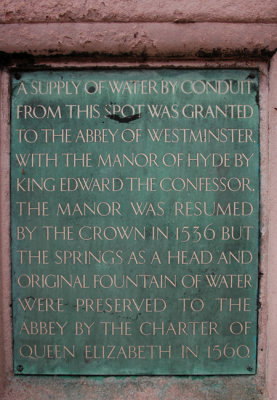 A SUPPLY OF WATER BY CONDUIT
FROM THIS SPOT WAS GRANTED
TO THE ABBEY OF WESTMINSTER,
WITH THE MANOR OF HYDE BY
KING EDWARD THE CONFESSOR.
THE MANOR WAS RESUMED
BY THE CROWN IN 1536 BUT
THE SPRINGS AS A HEAD AND
ORIGINAL FOUNTAIN OF WATER
WERE PRESERVED TO THE
ABBEY BY THE CHARTER OF
QUEEN ELIZABETH IN 1560.